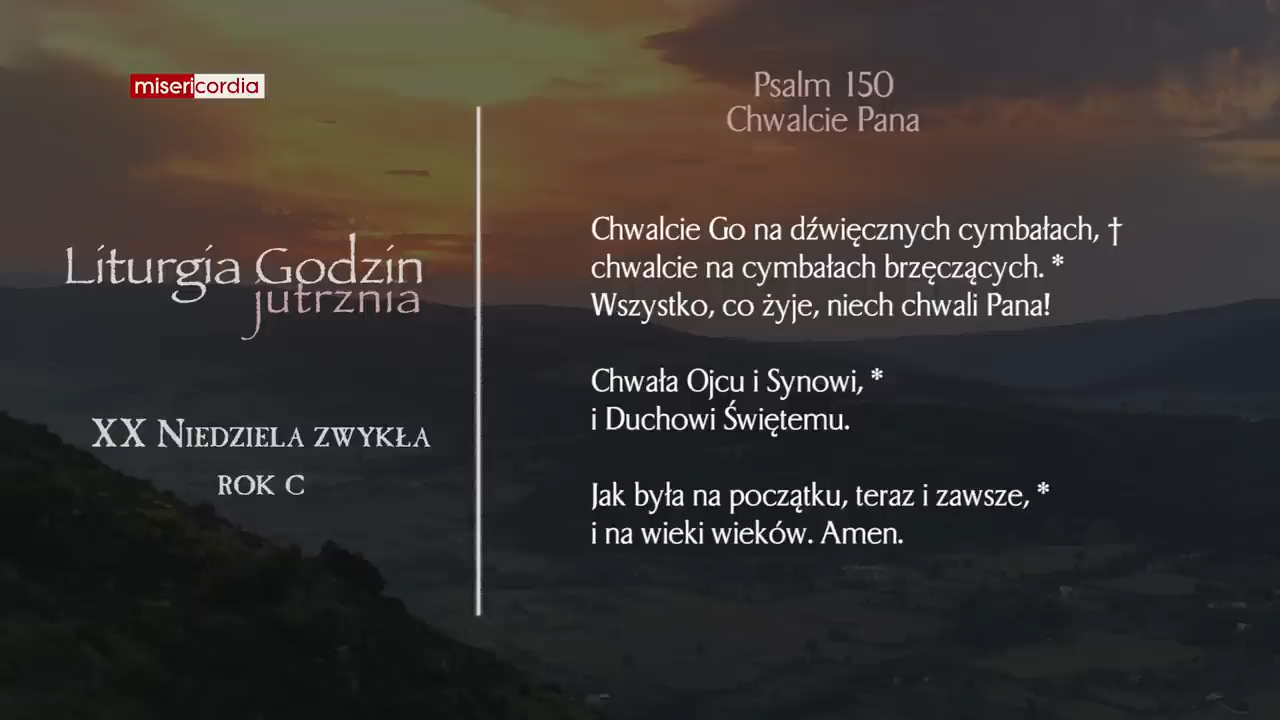 misericordia
Liturgia Godzin
jutrznia
XX Niedziela zwykła
rok C
Psalm 150
Chwalcie Pana
Chwalcie Go na dźwięcznych cymbałach, †
chwalcie na cymbałach brzęczących. *
Wszystko, co żyje, niech chwali Pana!
Chwała Ojcu i Synowi, *
i Duchowi Świętemu.
Jak była na początku, teraz i zawsze, *
i na wieki wieków. Amen.